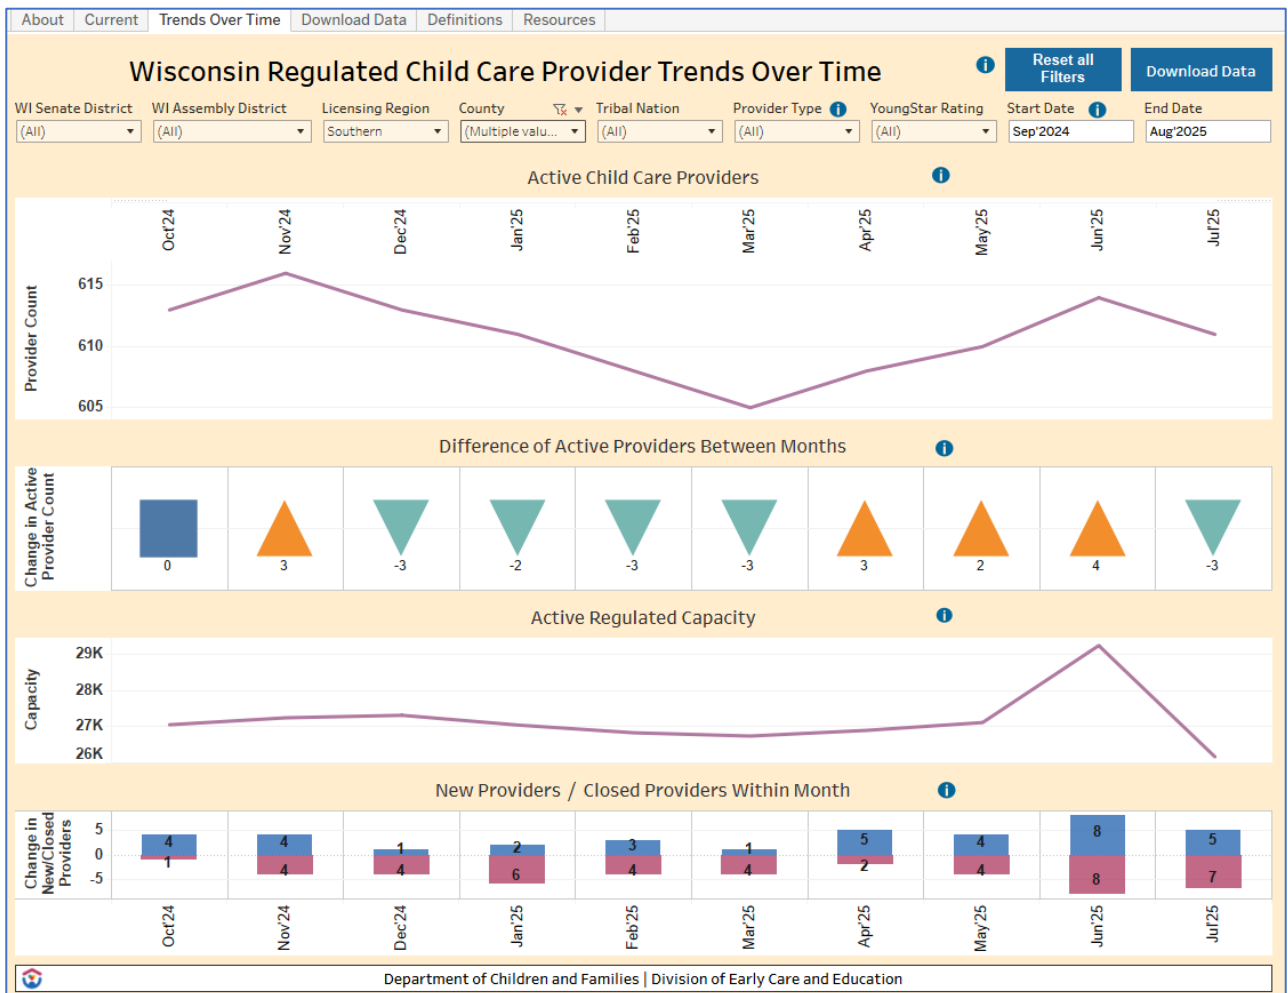 About Current Trends Over Time Download Data Definitions Resources
Wisconsin Regulated Child Care Provider Trends Over Time
Reset all Filters
Download Data
WI Senate District WI Assembly District Licensing Region County Tribal Nation Provider Type YoungStar Rating Start Date End Date
(All) (All) Southern (Multiple valu... (All) (All) (All) Sep'2024 Aug'2025
Active Child Care Providers
Oct'24 Nov'24 Dec'24 Jan'25 Feb'25 Mar'25 Apr'25 May'25 Jun'25 Jul'25
Provider Count
615
610
605
Difference of Active Providers Between Months
Change in Active
Provider Count
0 3 -3 -2 -3 -3 3 2 4 -3
Active Regulated Capacity
Capacity
29K
28K
27K
26K
New Providers / Closed Providers Within Month
Change in
New/Closed
Providers
5
0
-5
4 4 1 2 3 1 5 4 8 5
1 4 4 6 4 4 2 4 8 7
Oct'24 Nov'24 Dec'24 Jan'25 Feb'25 Mar'25 Apr'25 May'25 Jun'25 Jul'25
Department of Children and Families | Division of Early Care and Education